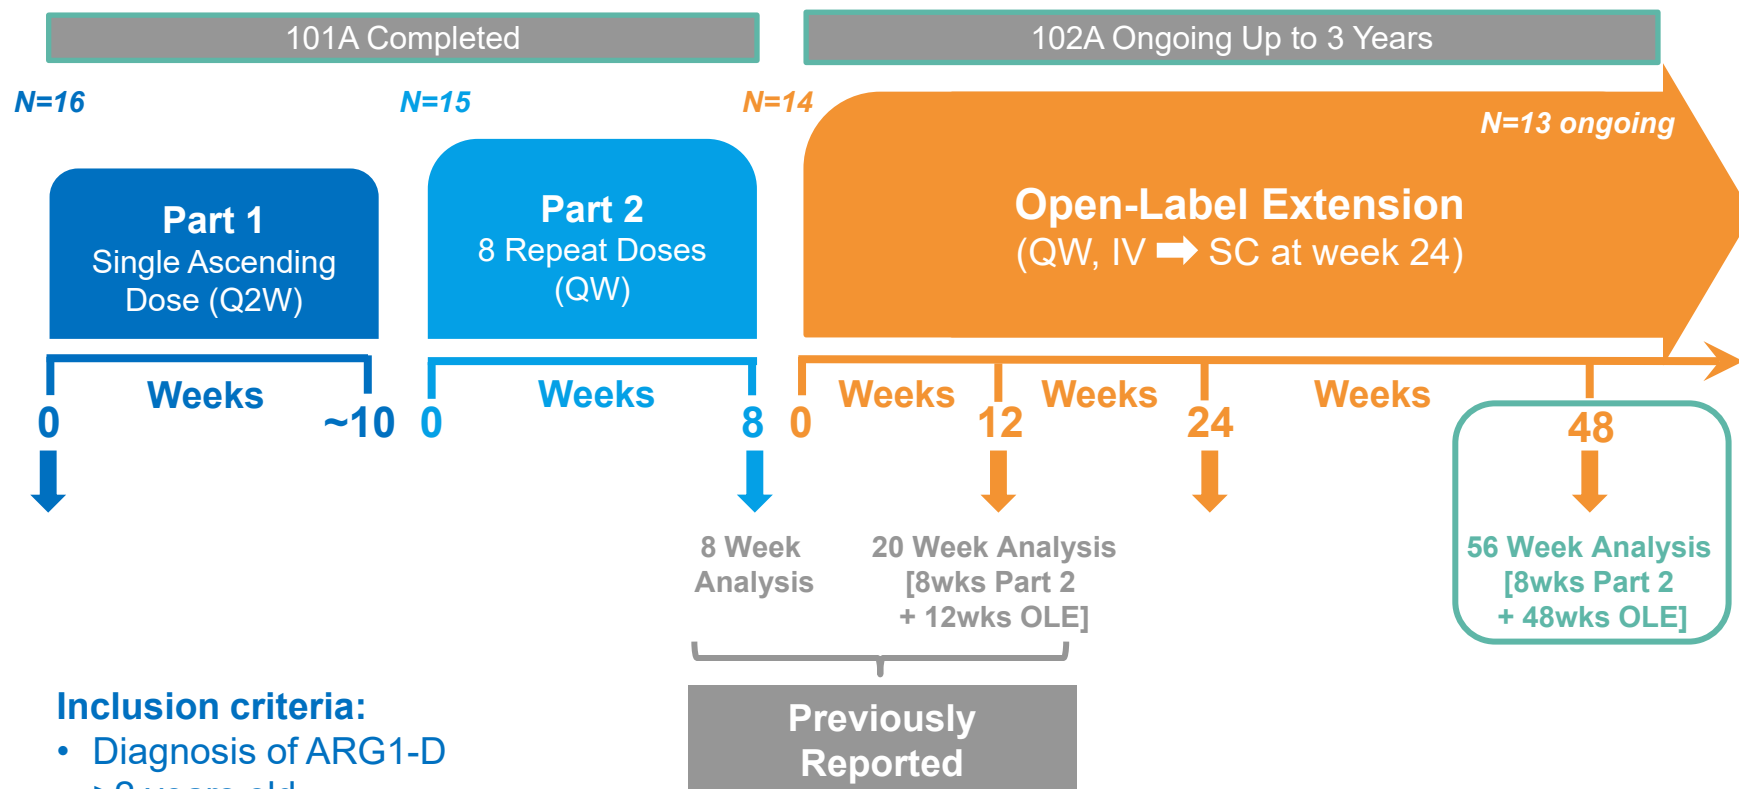 101A Completed
102A Ongoing Up to 3 Years
N=16
N=15
N=14
N=13 ongoing
Part 1
Single Ascending
Dose (Q2W)
Part 2
8 Repeat Doses
(QW)
Open-Label Extension
(QW, IV ➡ SC at week 24)
Weeks
Weeks
Weeks
Weeks
Weeks
0
~10
0
8
0
12
24
48
8 Week
Analysis
20 Week Analysis
[8wks Part 2
+ 12wks OLE]
56 Week Analysis
[8wks Part 2
+ 48wks OLE]
Previously
Reported
Inclusion criteria:
• Diagnosis of ARG1-D
years old